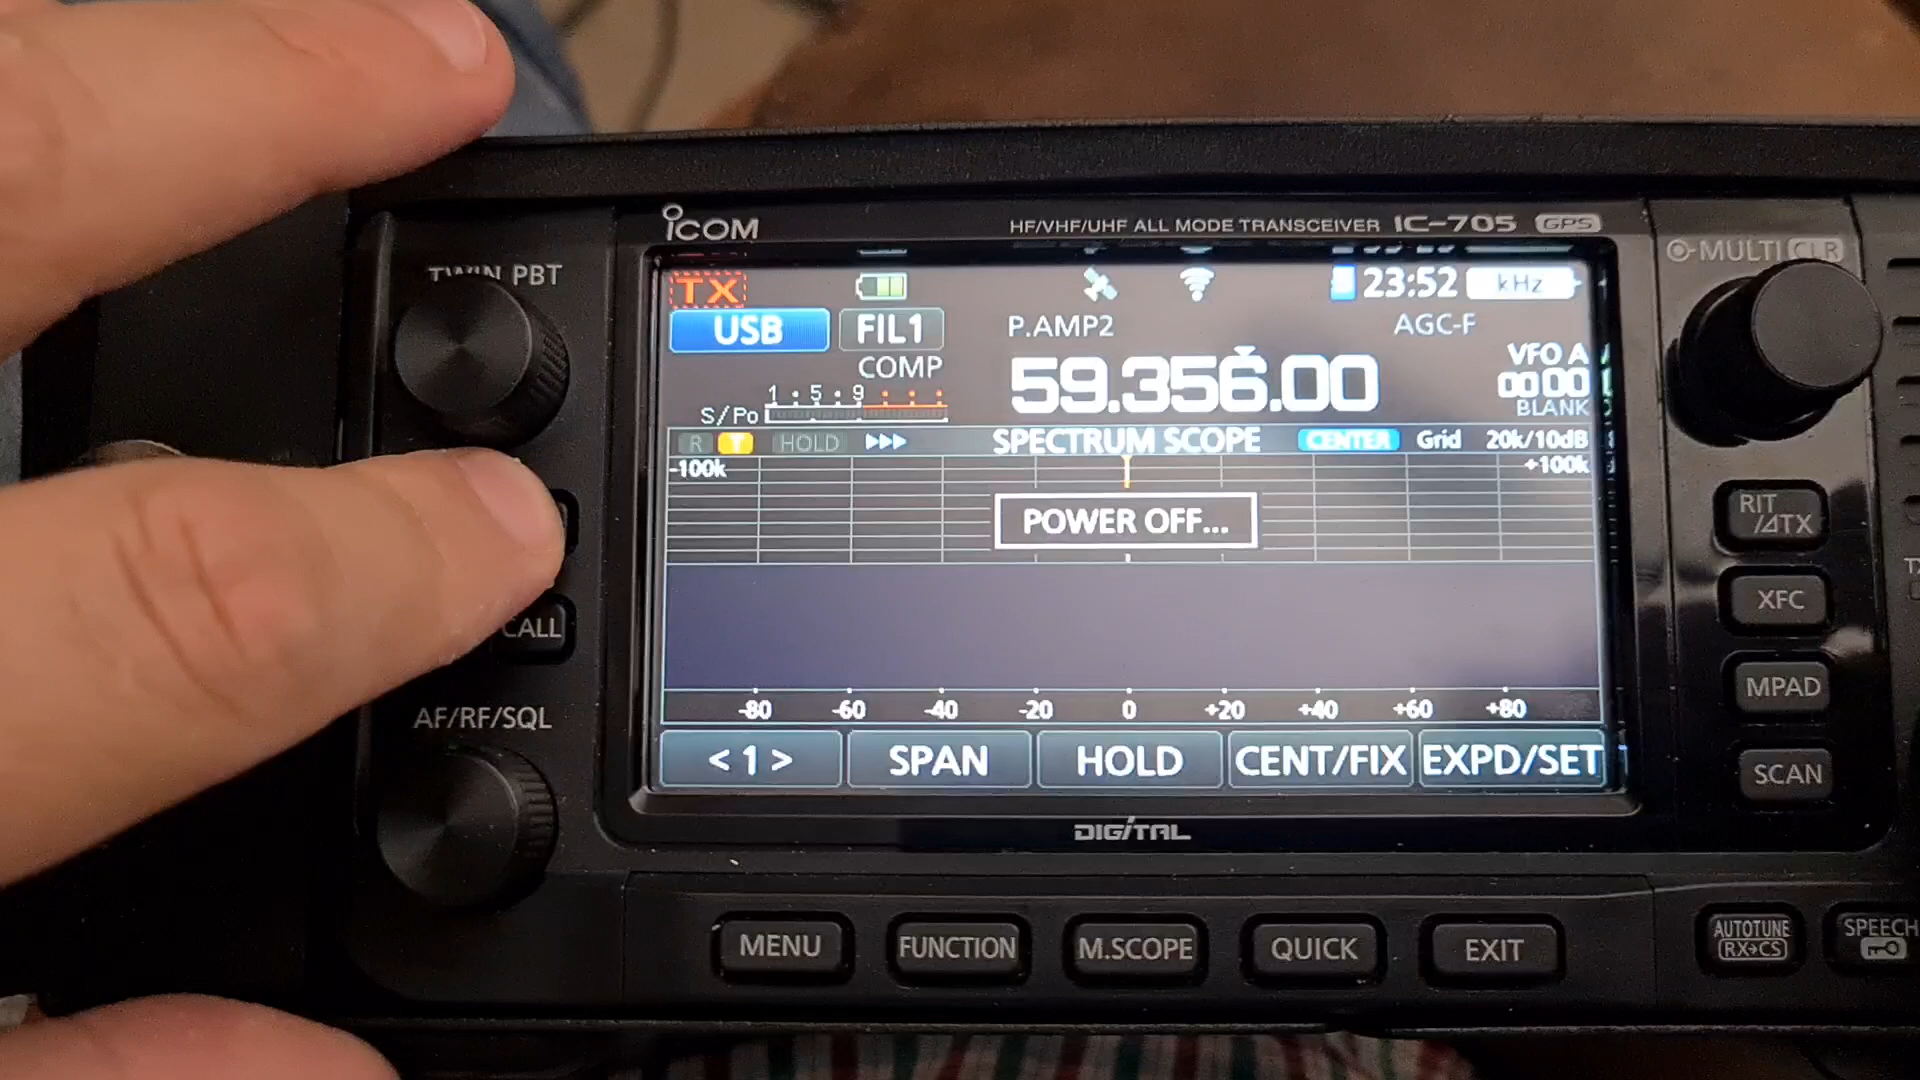 ICOM
HF/VHF/UHF ALL MODE TRANSCEIVER IC-705 GPS
TWIN PBT
MULTI CLR
TX 23:52 kHz
USB FIL1 P.AMP2 AGC-F
COMP
59.356.00
VFO A
00 00
BLANK
1 5 9
S/Po
R T HOLD SPECTRUM SCOPE CENTER Grid 20k/10dB
-100k +100k
POWER OFF...
-80 -60 -40 -20 0 +20 +40 +60 +80
< 1 > SPAN HOLD CENT/FIX EXPD/SET
DIGITAL
CALL
AF/RF/SQL
RIT
/⊿TX
XFC
MPAD
SCAN
MENU FUNCTION M.SCOPE QUICK EXIT
AUTOTUNE
RX→CS
SPEECH